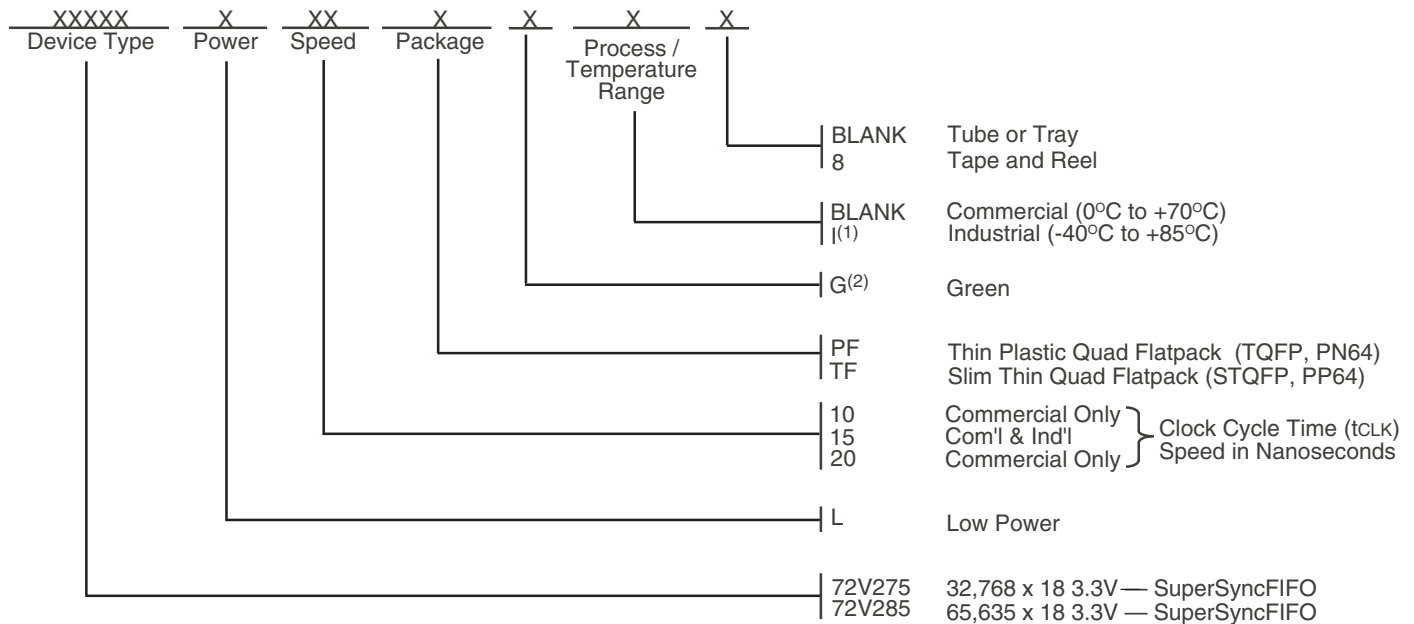 XXXXX X XX X X X X
Device Type Power Speed Package Process /
Temperature
Range
BLANK Tube or Tray
8 Tape and Reel
BLANK Commercial (0°C to +70°C)
I(1) Industrial (-40°C to +85°C)
G(2) Green
PF Thin Plastic Quad Flatpack (TQFP, PN64)
TF Slim Thin Quad Flatpack (STQFP, PP64)
10 Commercial Only
15 Com'l & Ind'l
20 Commercial Only
Clock Cycle Time (tCLK)
Speed in Nanoseconds
L Low Power
72V275 32,768 x 18 3.3V — SuperSyncFIFO
72V285 65,635 x 18 3.3V — SuperSyncFIFO